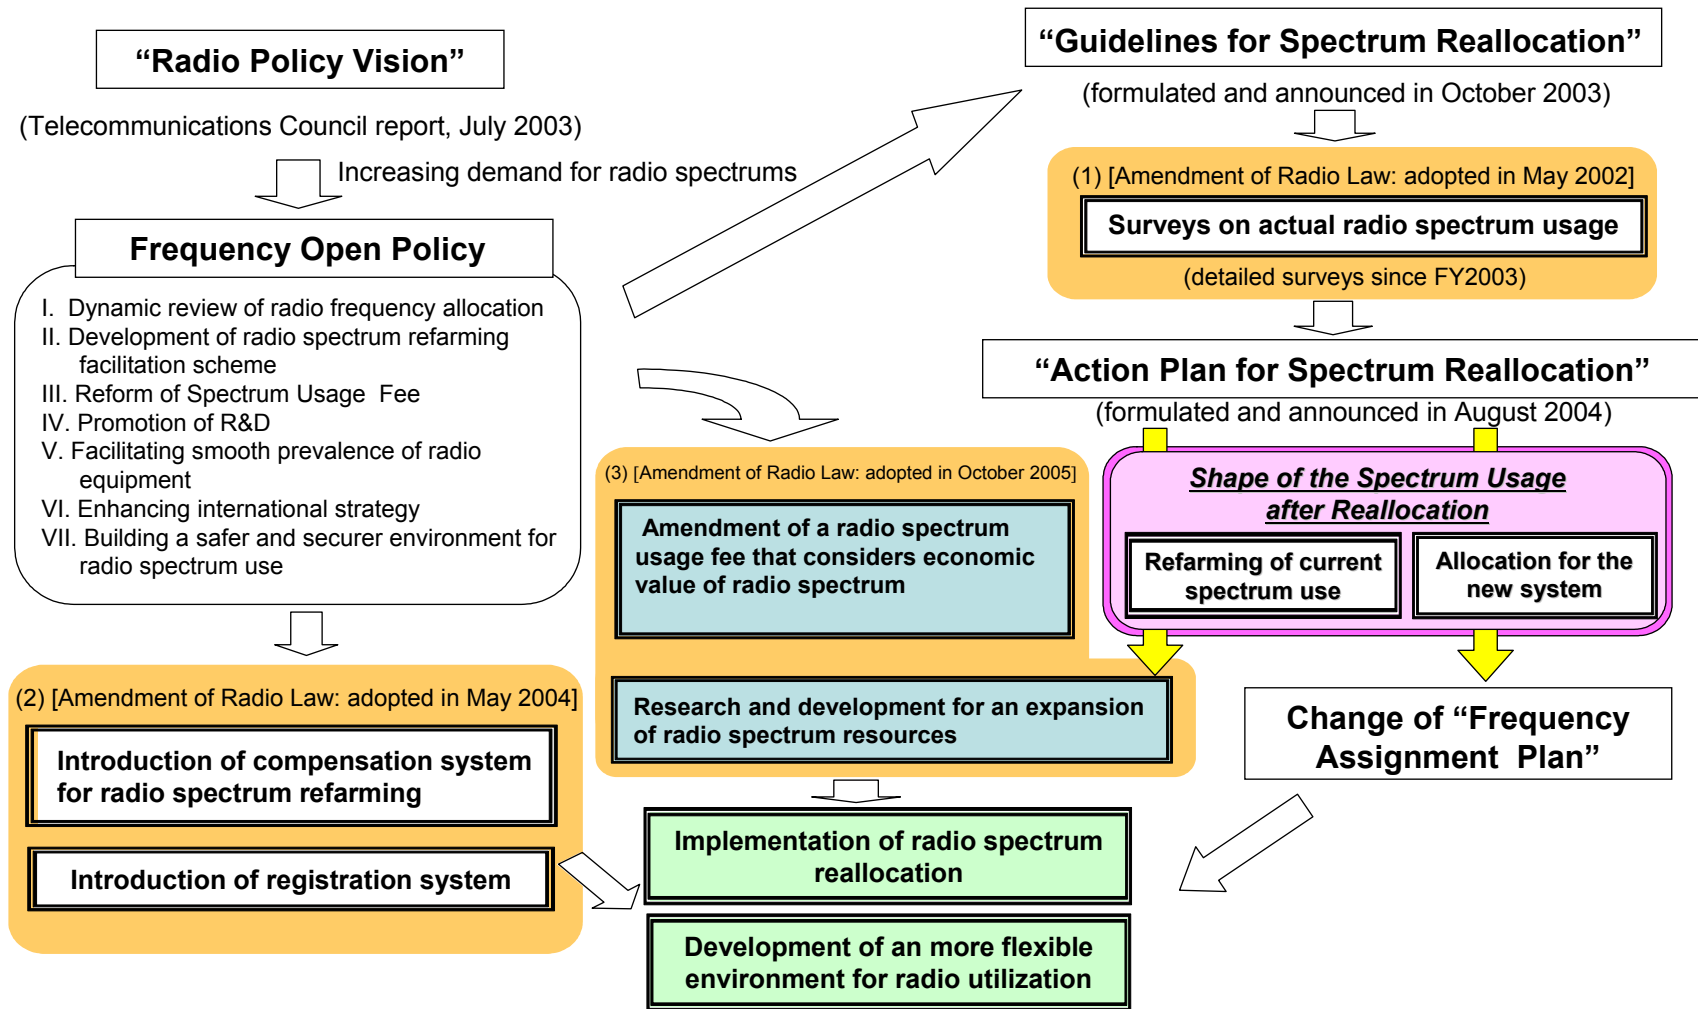 “Radio Policy Vision”
(Telecommunications Council report, July 2003)
Increasing demand for radio spectrums
Frequency Open Policy
I. Dynamic review of radio frequency allocation
II. Development of radio spectrum refarming
facilitation scheme
III. Reform of Spectrum Usage Fee
IV. Promotion of R&D
V. Facilitating smooth prevalence of radio
equipment
VI. Enhancing international strategy
VII. Building a safer and securer environment for
radio spectrum use
(2) [Amendment of Radio Law: adopted in May 2004]
Introduction of compensation system
for radio spectrum refarming
Introduction of registration system
“Guidelines for Spectrum Reallocation”
(formulated and announced in October 2003)
(1) [Amendment of Radio Law: adopted in May 2002]
Surveys on actual radio spectrum usage
(detailed surveys since FY2003)
“Action Plan for Spectrum Reallocation”
(formulated and announced in August 2004)
Shape of the Spectrum Usage
after Reallocation
Refarming of current
spectrum use
Allocation for the
new system
Change of “Frequency
Assignment Plan”
(3) [Amendment of Radio Law: adopted in October 2005]
Amendment of a radio spectrum
usage fee that considers economic
value of radio spectrum
Research and development for an expansion
of radio spectrum resources
Implementation of radio spectrum
reallocation
Development of an more flexible
environment for radio utilization